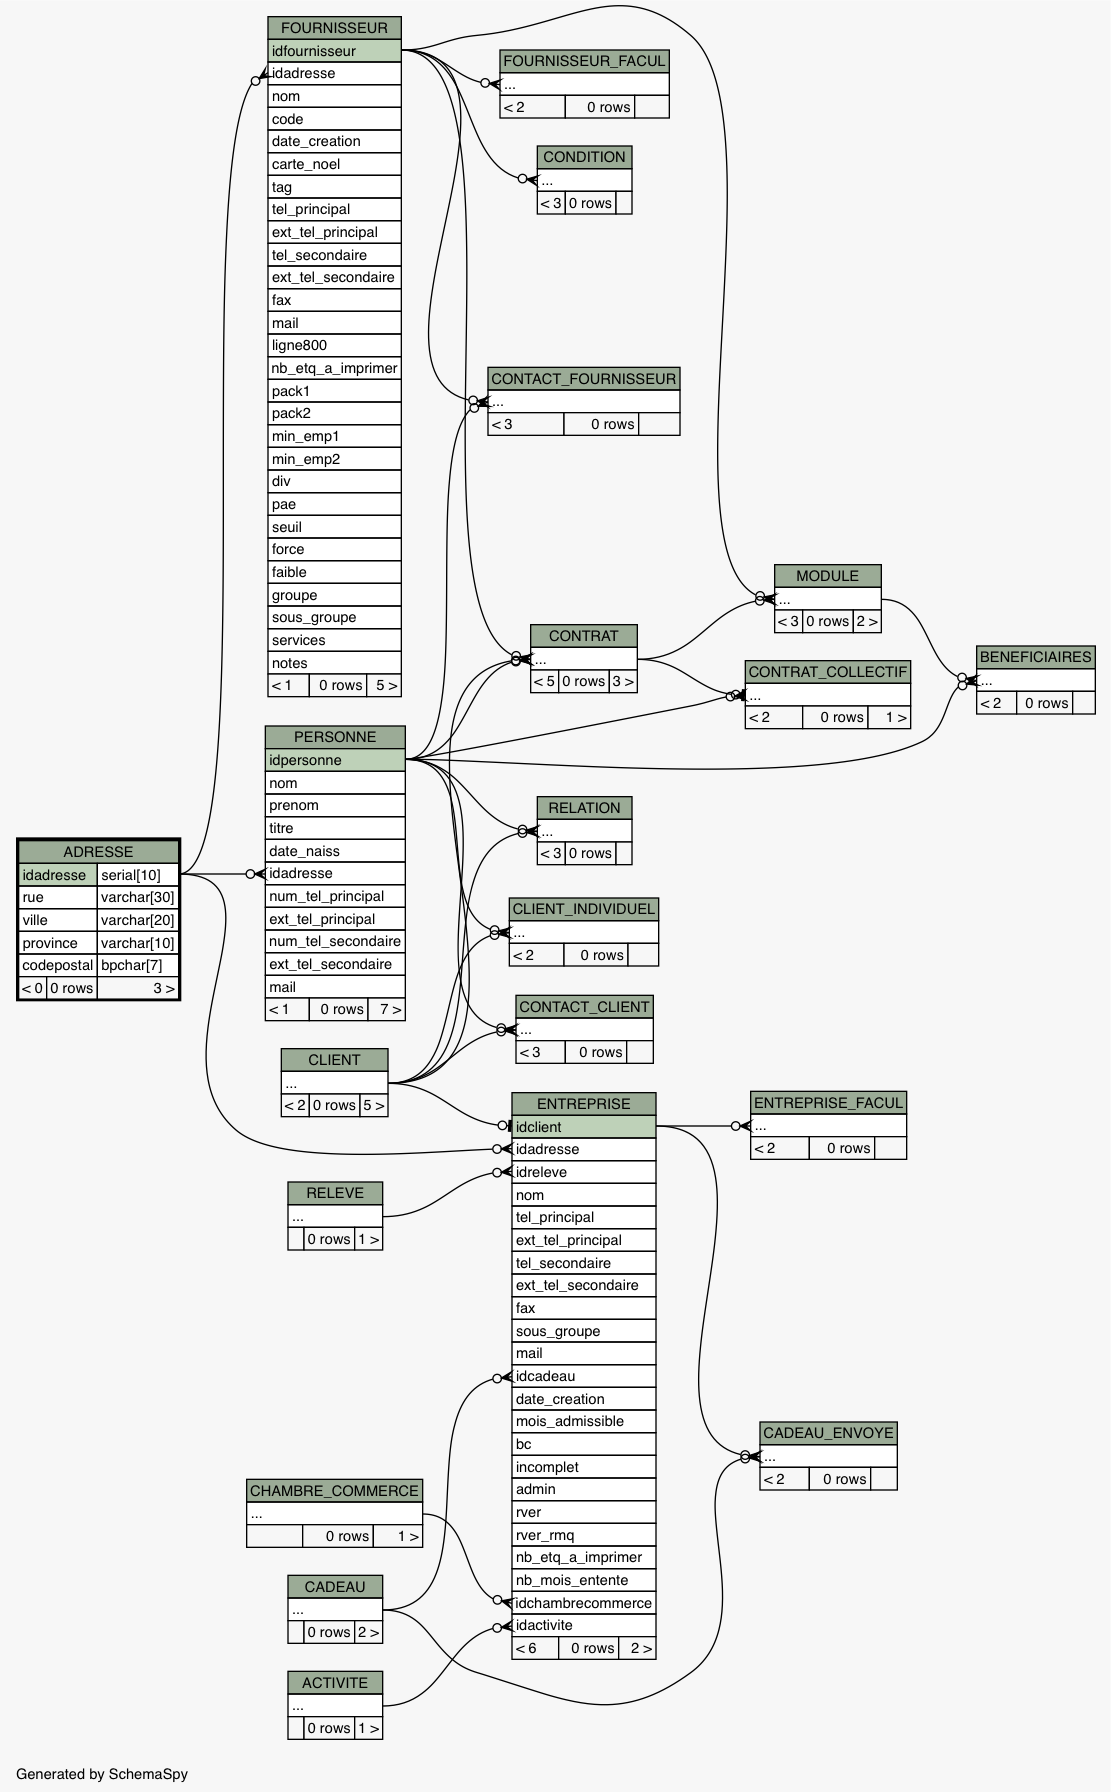 FOURNISSEUR
idfournisseur
idadresse
nom
code
date_creation
carte_noel
tag
tel_principal
ext_tel_principal
tel_secondaire
ext_tel_secondaire
fax
mail
ligne800
nb_etq_a_imprimer
pack1
pack2
min_emp1
min_emp2
div
pae
seuil
force
faible
groupe
sous_groupe
services
notes
< 1 0 rows 5 >
FOURNISSEUR_FACUL
...
< 2 0 rows
CONDITION
...
< 3 0 rows
CONTACT_FOURNISSEUR
...
< 3 0 rows
MODULE
...
< 3 0 rows 2 >
CONTRAT
...
< 5 0 rows 3 >
CONTRAT_COLLECTIF
...
< 2 0 rows 1 >
BENEFICIAIRES
...
< 2 0 rows
PERSONNE
idpersonne
nom
prenom
titre
date_naiss
idadresse
num_tel_principal
ext_tel_principal
num_tel_secondaire
ext_tel_secondaire
mail
< 1 0 rows 7 >
RELATION
...
< 3 0 rows
ADRESSE
idadresse serial[10]
rue varchar[30]
ville varchar[20]
province varchar[10]
codepostal bpchar[7]
< 0 0 rows 3 >
CLIENT_INDIVIDUEL
...
< 2 0 rows
CONTACT_CLIENT
...
< 3 0 rows
CLIENT
...
< 2 0 rows 5 >
ENTREPRISE
idclient
idadresse
idreleve
nom
tel_principal
ext_tel_principal
tel_secondaire
ext_tel_secondaire
fax
sous_groupe
mail
idcadeau
date_creation
mois_admissible
bc
incomplet
admin
rver
rver_rmq
nb_etq_a_imprimer
nb_mois_entente
idchambrecommerce
idactivite
< 6 0 rows 2 >
ENTREPRISE_FACUL
...
< 2 0 rows
RELEVE
...
0 rows 1 >
CADEAU_ENVOYE
...
< 2 0 rows
CHAMBRE_COMMERCE
...
0 rows 1 >
CADEAU
...
0 rows 2 >
ACTIVITE
...
0 rows 1 >
Generated by SchemaSpy